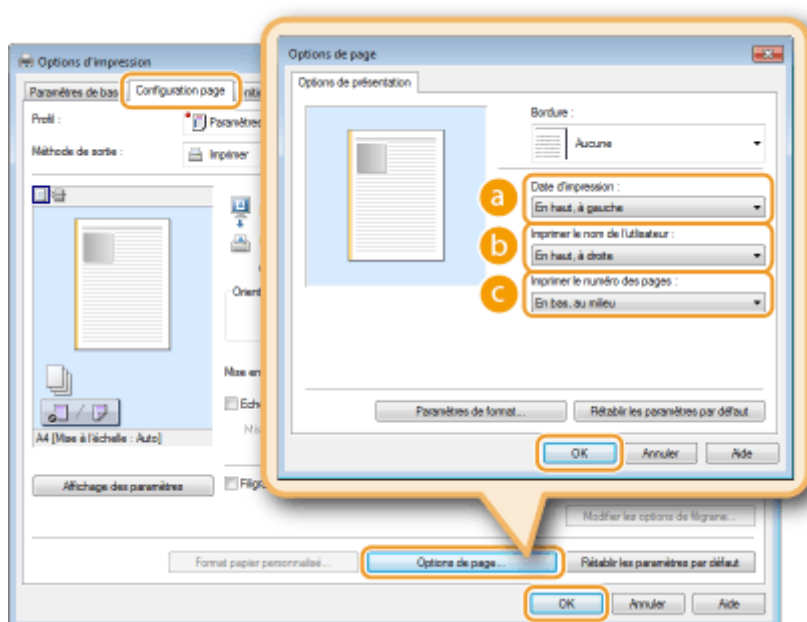 Options d'impression
Paramètres de bas
Configuration page
Profil :
Paramètres
Méthode de sortie :
Imprimer
Orient
Mise en
Eche
A4 [Mise à l'échelle : Auto]
Affichage des paramètres
Filigra
Modifier les options de filigrane...
Format papier personnalisé...
Options de page...
Rétablir les paramètres par défaut
OK
Annuler
Aide
Options de page
Options de présentation
Bordure :
Aucune
a
Date d'impression :
En haut, à gauche
b
Imprimer le nom de l'utilisateur :
En haut, à droite
c
Imprimer le numéro des pages :
En bas, au milieu
Paramètres de format...
Rétablir les paramètres par défaut
OK
Annuler
Aide